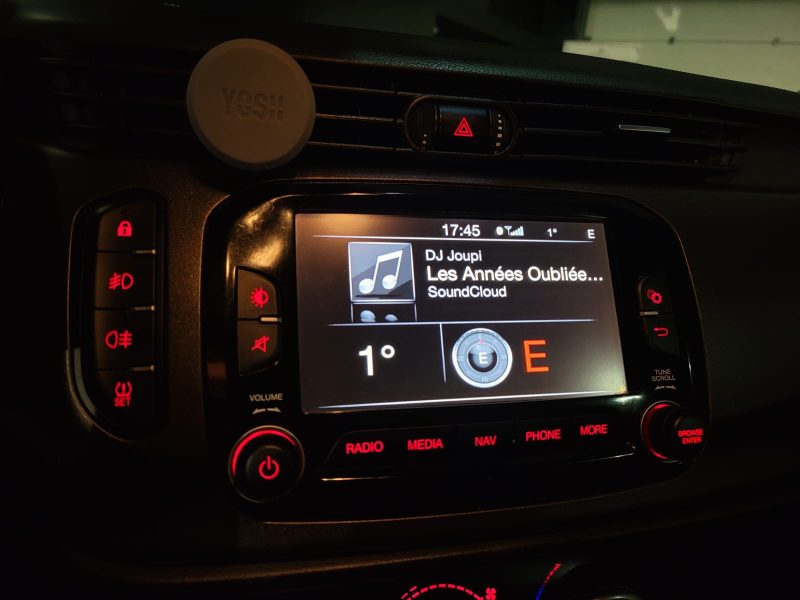 YOSH
17:45 1° E
DJ Joupi
Les Années Oubliée...
SoundCloud
1° E E
SET
VOLUME
TUNE
SCROLL
RADIO MEDIA NAV PHONE MORE
BROWSE
ENTER